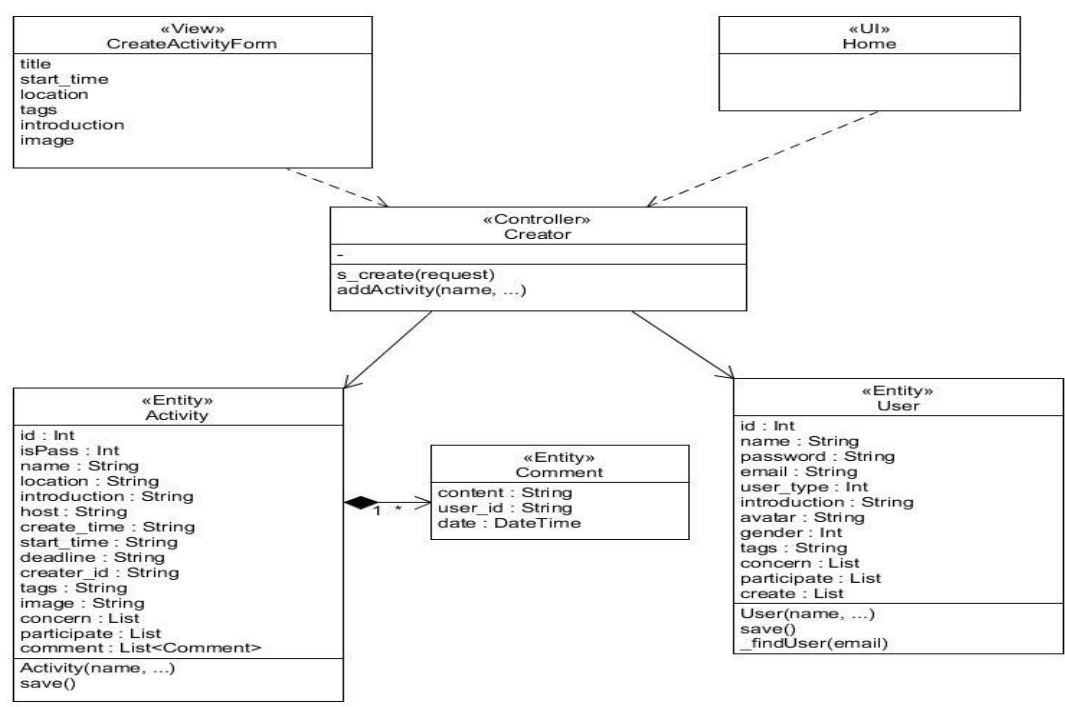 «View»
CreateActivityForm
title
start_time
location
tags
introduction
image
«UI»
Home
«Controller»
Creator
-
s_create(request)
addActivity(name, ...)
«Entity»
Activity
id : Int
isPass : Int
name : String
location : String
introduction : String
host : String
create_time : String
start_time : String
deadline : String
creater_id : String
tags : String
image : String
concern : List
participate : List
comment : List<Comment>
Activity(name, ...)
save()
1 *
«Entity»
Comment
content : String
user_id : String
date : DateTime
«Entity»
User
id : Int
name : String
password : String
email : String
user_type : Int
introduction : String
avatar : String
gender : Int
tags : String
concern : List
participate : List
create : List
User(name, ...)
save()
_findUser(email)